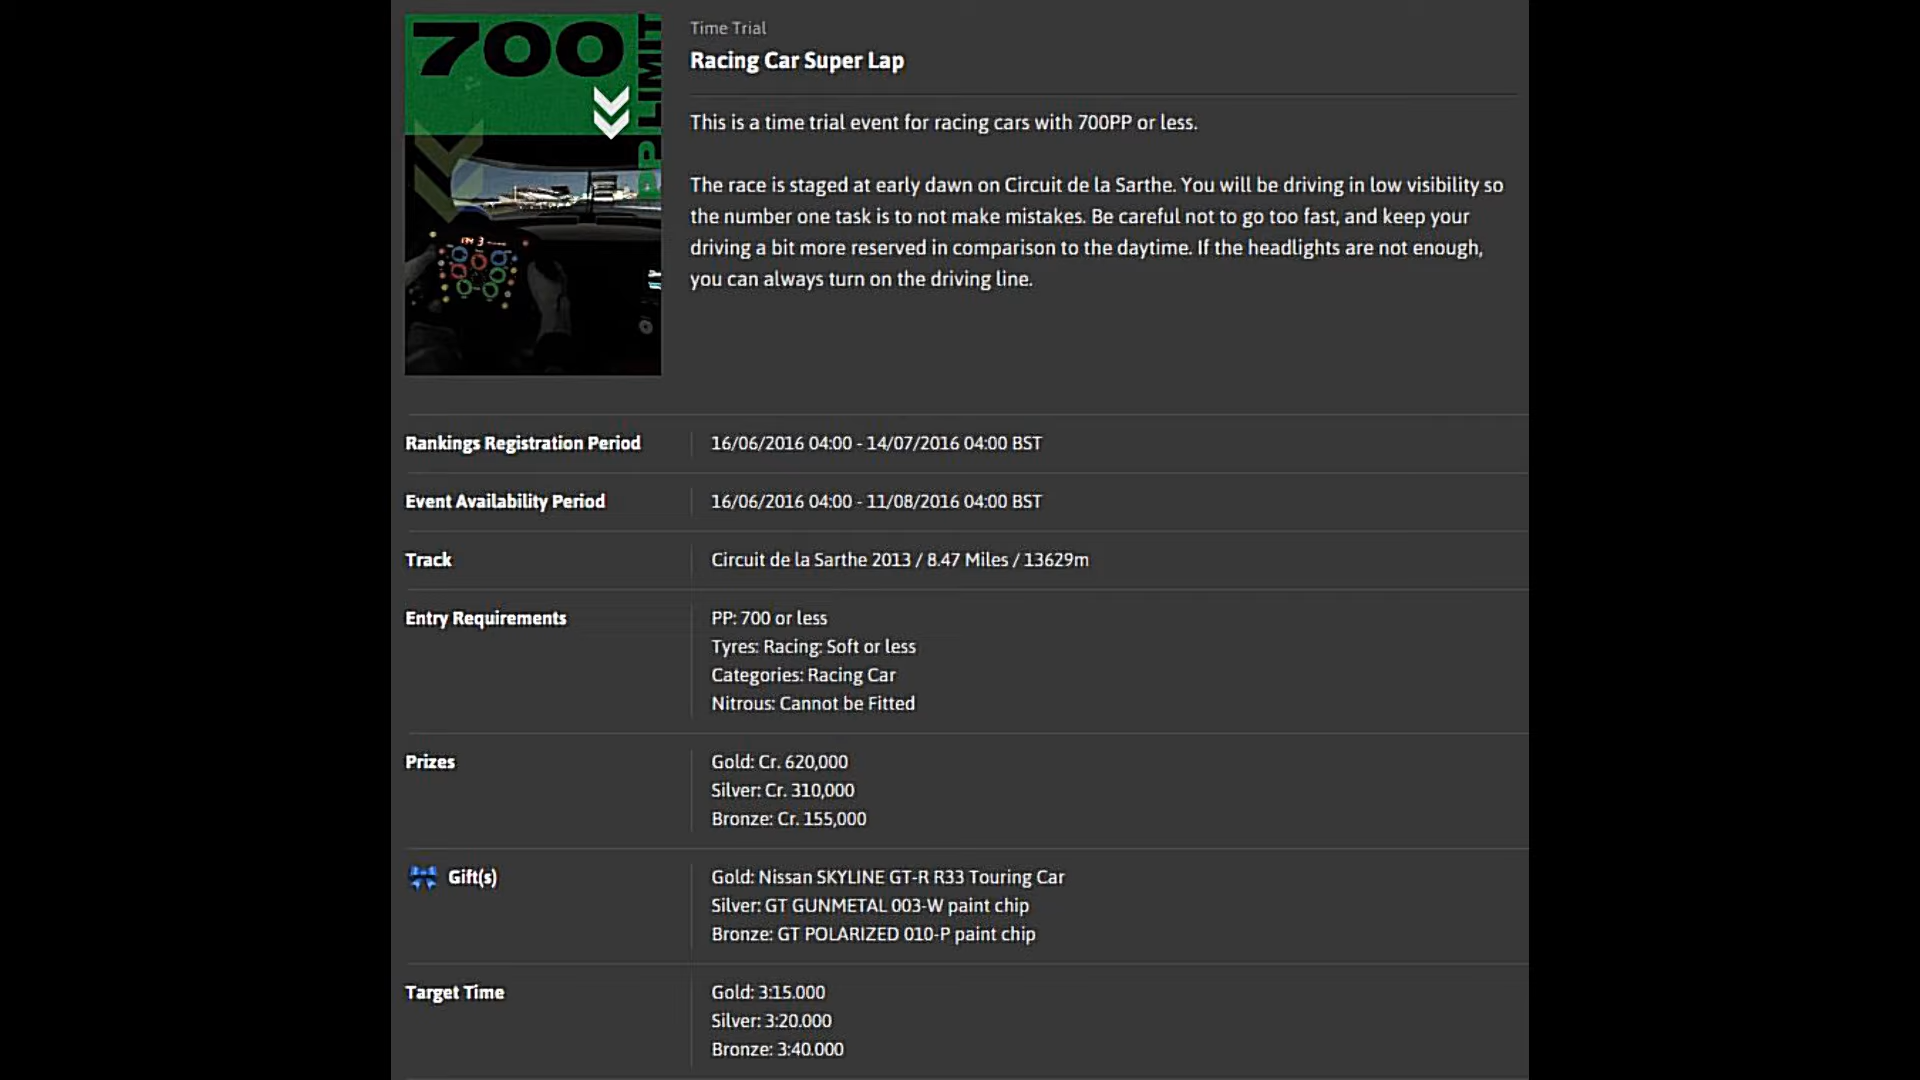 700
PP LIMIT
Time Trial
Racing Car Super Lap
This is a time trial event for racing cars with 700PP or less.
The race is staged at early dawn on Circuit de la Sarthe. You will be driving in low visibility so
the number one task is to not make mistakes. Be careful not to go too fast, and keep your
driving a bit more reserved in comparison to the daytime. If the headlights are not enough,
you can always turn on the driving line.
Rankings Registration Period
16/06/2016 04:00 - 14/07/2016 04:00 BST
Event Availability Period
16/06/2016 04:00 - 11/08/2016 04:00 BST
Track
Circuit de la Sarthe 2013 / 8.47 Miles / 13629m
Entry Requirements
PP: 700 or less
Tyres: Racing: Soft or less
Categories: Racing Car
Nitrous: Cannot be Fitted
Prizes
Gold: Cr. 620,000
Silver: Cr. 310,000
Bronze: Cr. 155,000
Gift(s)
Gold: Nissan SKYLINE GT-R R33 Touring Car
Silver: GT GUNMETAL 003-W paint chip
Bronze: GT POLARIZED 010-P paint chip
Target Time
Gold: 3:15.000
Silver: 3:20.000
Bronze: 3:40.000